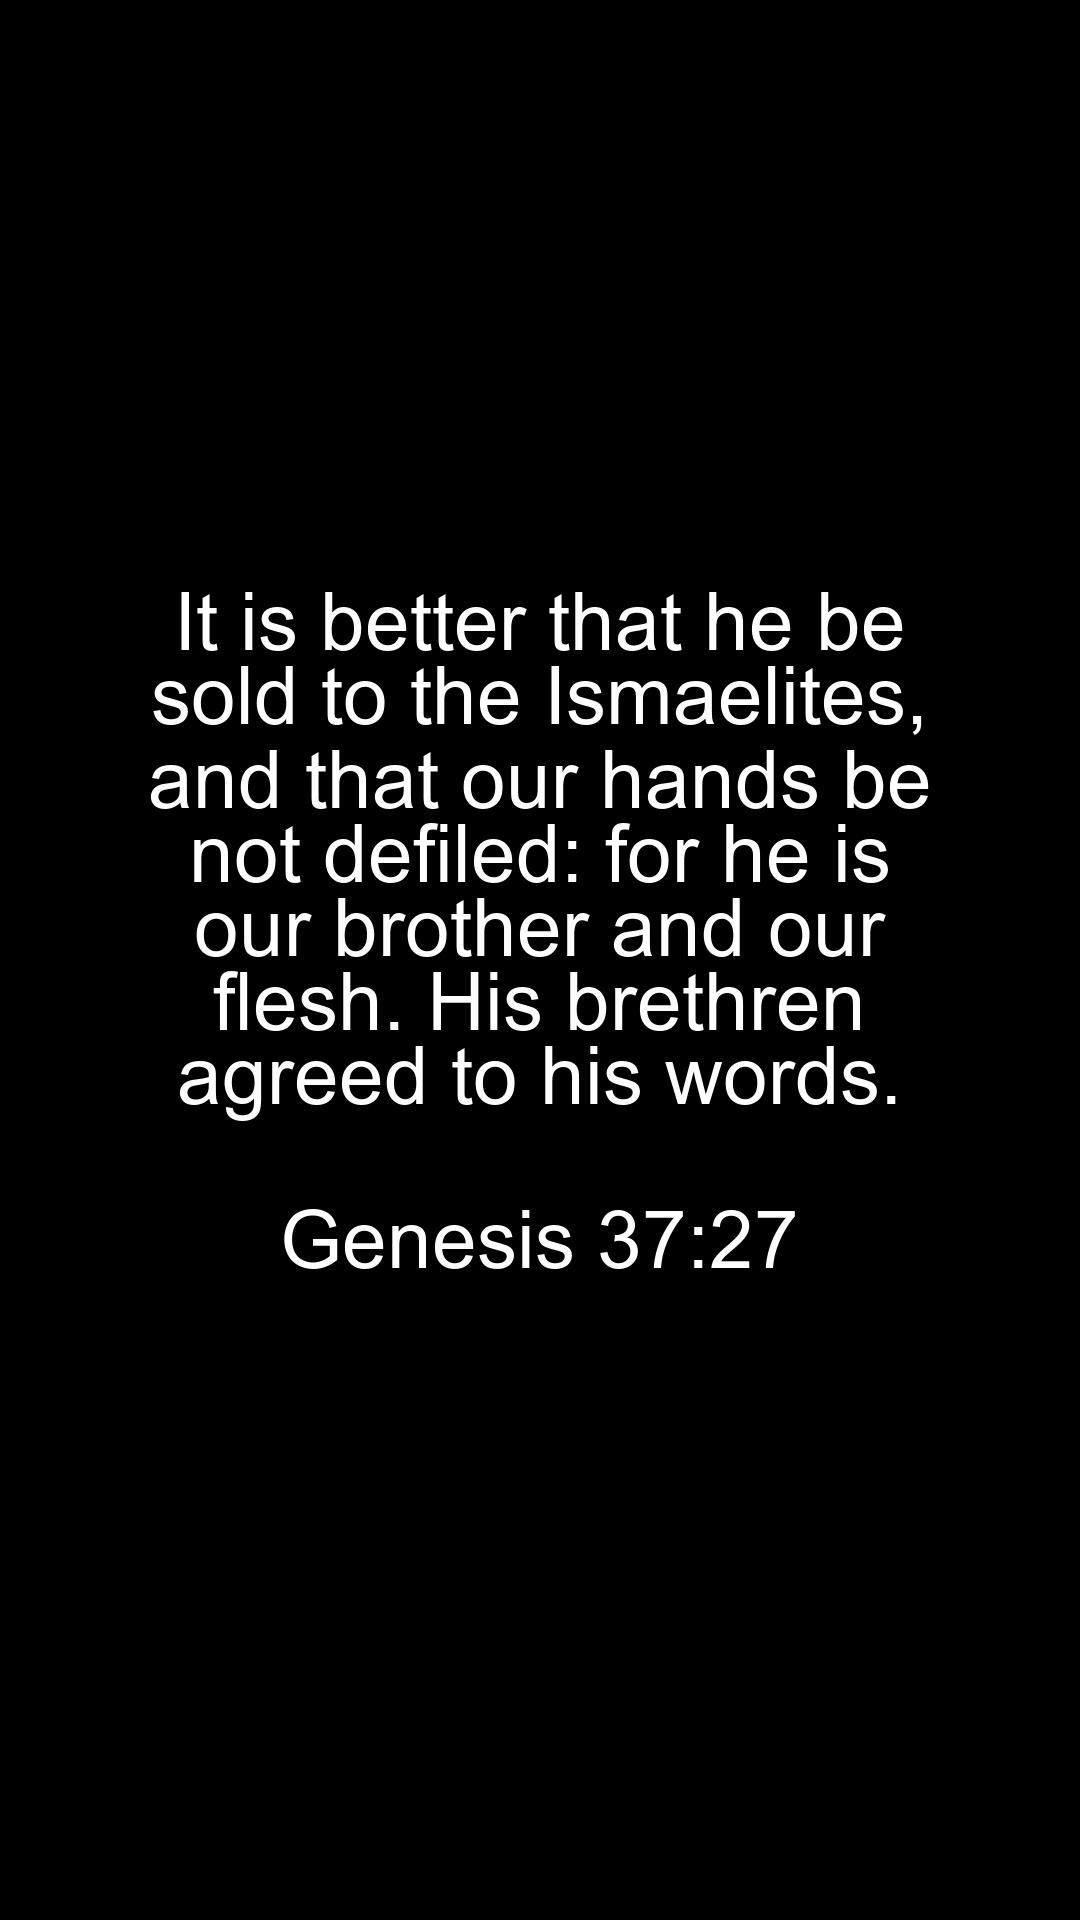 It is better that he be
sold to the Ismaelites,
and that our hands be
not defiled: for he is
our brother and our
flesh. His brethren
agreed to his words.
Genesis 37:27